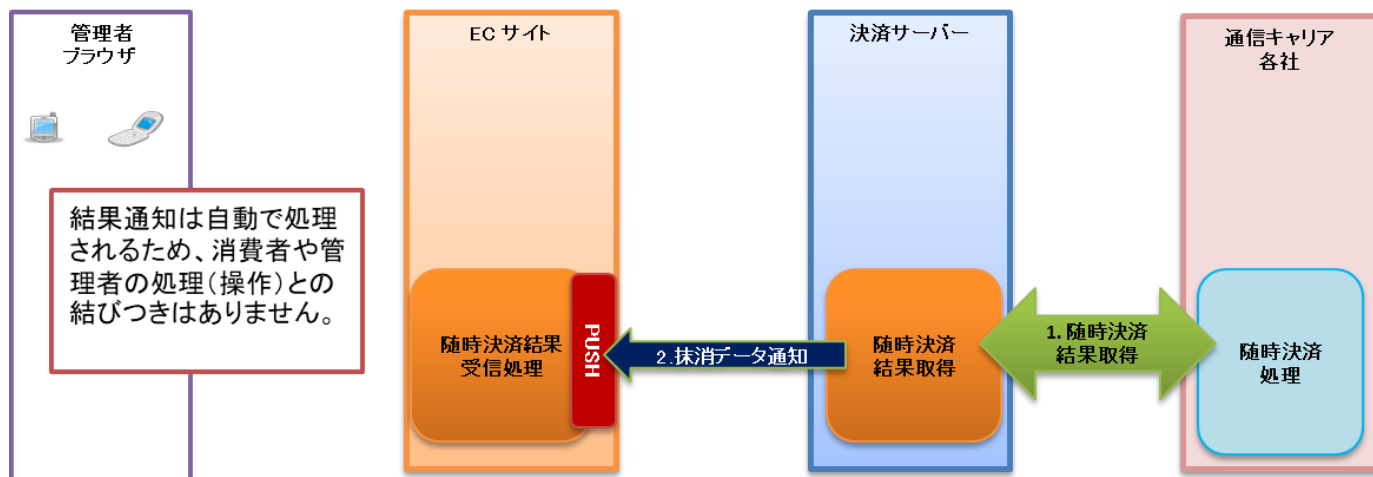 管理者
ブラウザ
EC サイト
決済サーバー
通信キャリア
各社
結果通知は自動で処理
されるため、消費者や管
理者の処理(操作)との
結びつきはありません。
随時決済結果
受信処理
PUSH
2.抹消データ通知
随時決済
結果取得
1.随時決済
結果取得
随時決済
処理